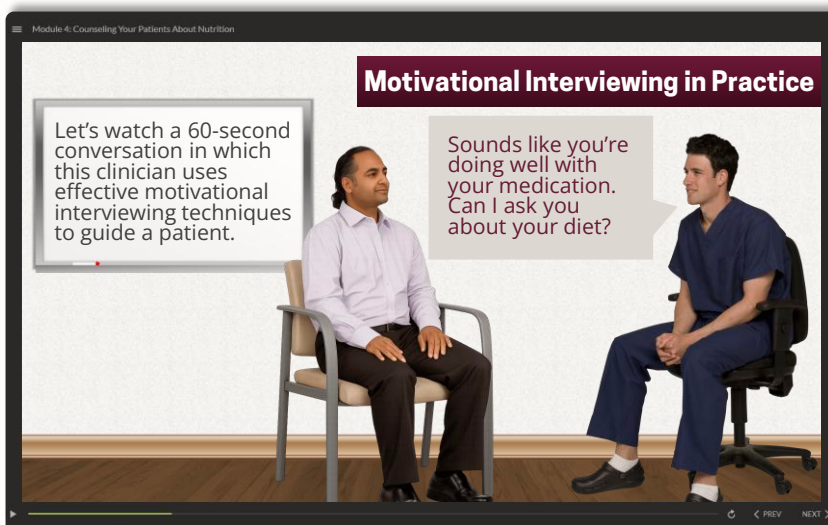 Module 4: Counseling Your Patients About Nutrition
Motivational Interviewing in Practice
Let's watch a 60-second
conversation in which
this clinician uses
effective motivational
interviewing techniques
to guide a patient.
Sounds like you're
doing well with
your medication.
Can I ask you
about your diet?
< PREV NEXT >